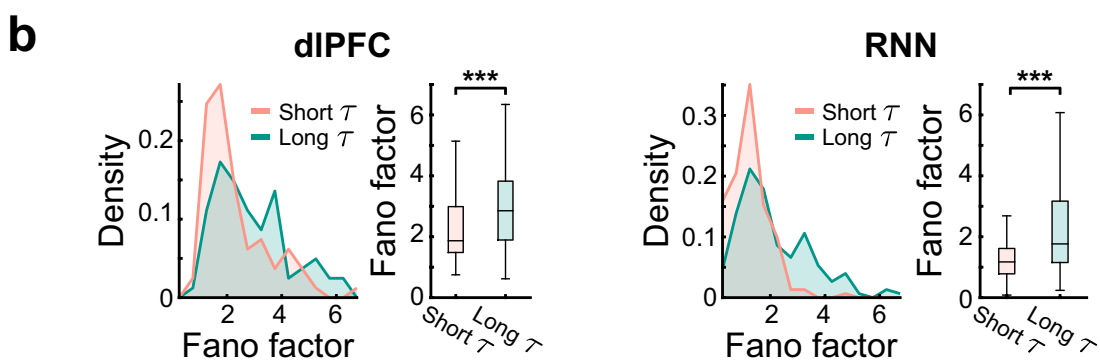 b
dlPFC
Density
0.2
0.1
0
2
4
6
Fano factor
Short τ
Long τ
Fano factor
6
4
2
0
***
Short τ
Long τ
RNN
Density
0.3
0.2
0.1
0
2
4
6
Fano factor
Short τ
Long τ
Fano factor
6
4
2
0
***
Short τ
Long τ